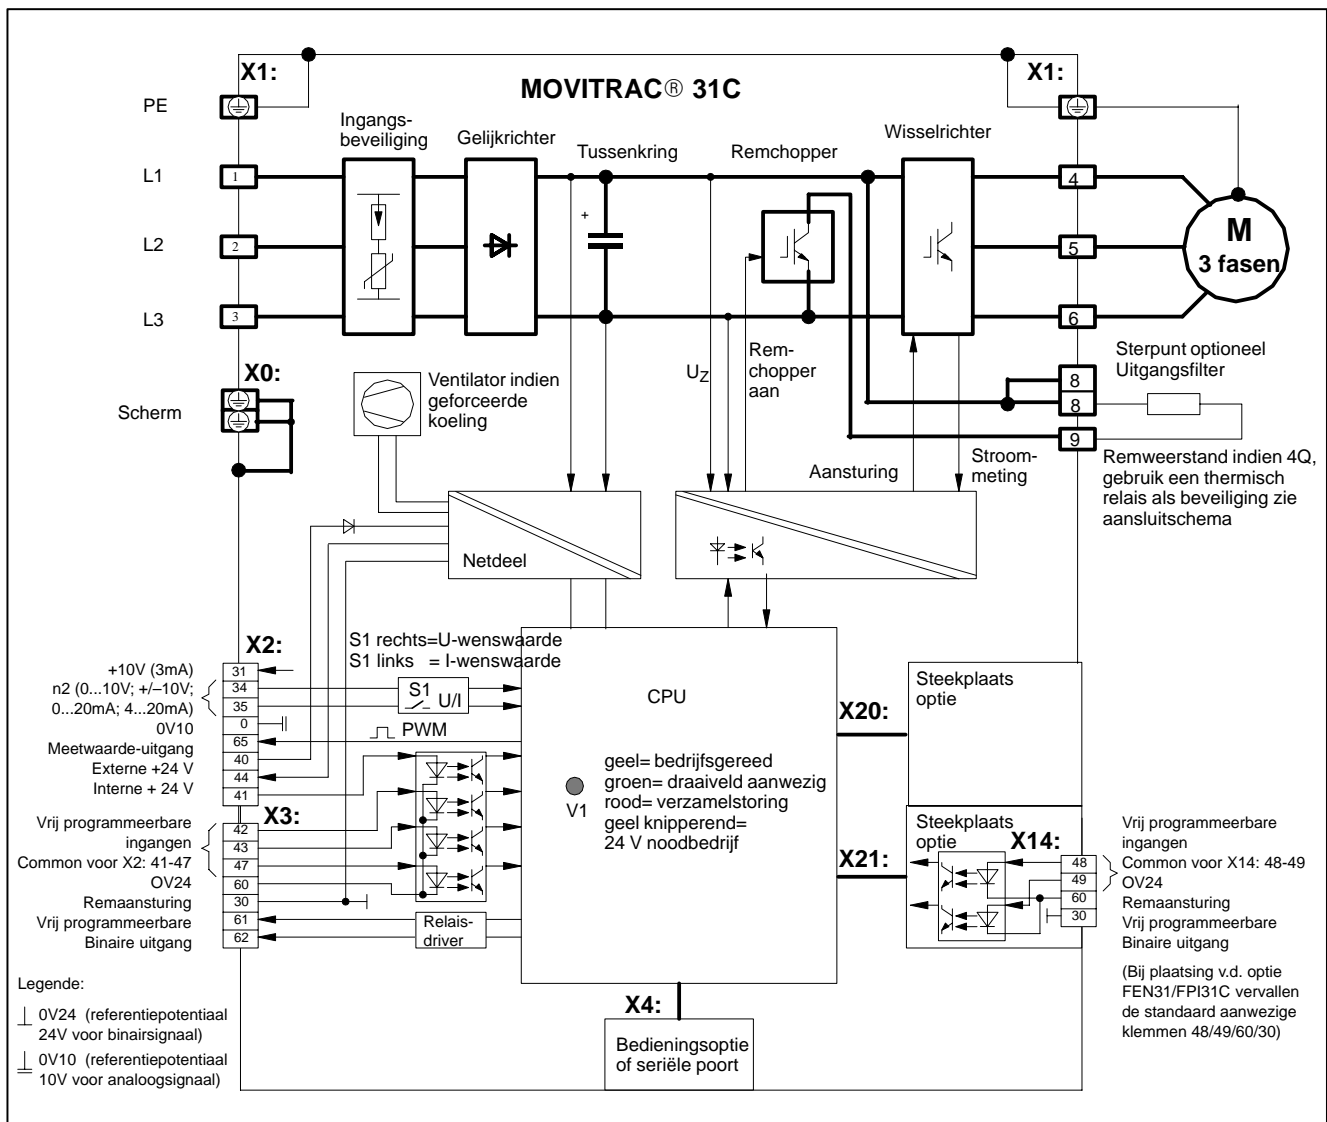 X1:
MOVITRAC® 31C
X1:
PE
Ingangs-
beveiliging
Gelijkrichter
Tussenkring
Remchopper
Wisselrichter
L1
1
4
+
L2
2
5
M
3 fasen
L3
3
6
X0:
Scherm
Ventilator indien
geforceerde
koeling
UZ
Rem-
chopper
aan
Sterpunt optioneel
Uitgangsfilter
8
8
9
Aansturing
Stroom-
meting
Remweerstand indien 4Q,
gebruik een thermisch
relais als beveiliging zie
aansluitschema
Netdeel
X2:
S1 rechts=U-wenswaarde
S1 links = I-wenswaarde
+10V (3mA)
31
n2 (0...10V; +/–10V;
34
0...20mA; 4...20mA)
35
0V10
0
Meetwaarde-uitgang
65
Externe +24 V
40
Interne + 24 V
44
41
S1
U/I
PWM
CPU
geel= bedrijfsgereed
groen= draaiveld aanwezig
rood= verzamelstoring
geel knipperend=
24 V noodbedrijf
V1
X20:
Steekplaats
optie
X3:
Vrij programmeerbare
ingangen
Common voor X2: 41-47
OV24
Remaansturing
Vrij programmeerbare
Binaire uitgang
42
43
47
60
30
61
62
Relais-
driver
X21:
Steekplaats
optie
X14:
48
49
60
30
Vrij programmeerbare
ingangen
Common voor X14: 48-49
OV24
Remaansturing
Vrij programmeerbare
Binaire uitgang
(Bij plaatsing v.d. optie
FEN31/FPI31C vervallen
de standaard aanwezige
klemmen 48/49/60/30)
Legende:
0V24 (referentiepotentiaal
24V voor binairsignaal)
0V10 (referentiepotentiaal
10V voor analoogsignaal)
X4:
Bedieningsoptie
of seriële poort